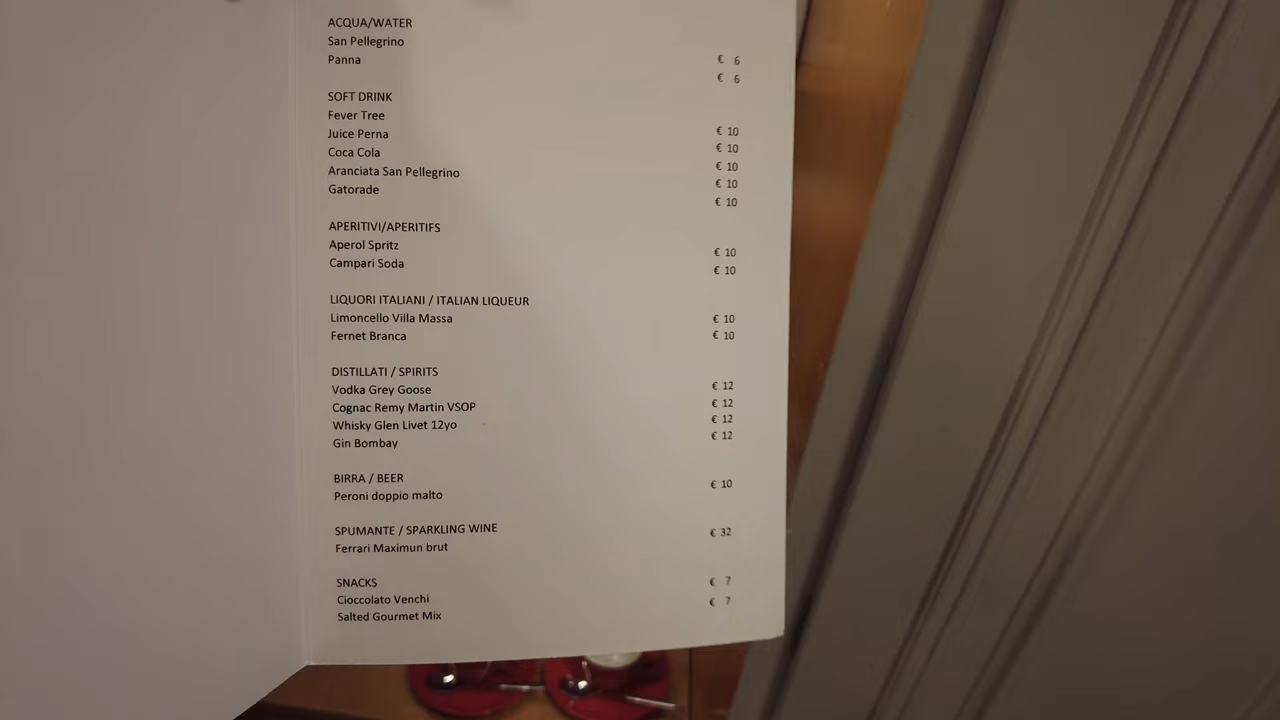 ACQUA/WATER
San Pellegrino
Panna € 6
€ 6
SOFT DRINK
Fever Tree
Juice Perna € 10
Coca Cola € 10
Aranciata San Pellegrino € 10
Gatorade € 10
€ 10
APERITIVI/APERITIFS
Aperol Spritz € 10
Campari Soda € 10
LIQUORI ITALIANI / ITALIAN LIQUEUR
Limoncello Villa Massa € 10
Fernet Branca € 10
DISTILLATI / SPIRITS
Vodka Grey Goose € 12
Cognac Remy Martin VSOP € 12
Whisky Glen Livet 12yo € 12
Gin Bombay € 12
BIRRA / BEER
Peroni doppio malto € 10
SPUMANTE / SPARKLING WINE € 32
Ferrari Maximun brut
SNACKS € 7
Cioccolato Venchi € 7
Salted Gourmet Mix